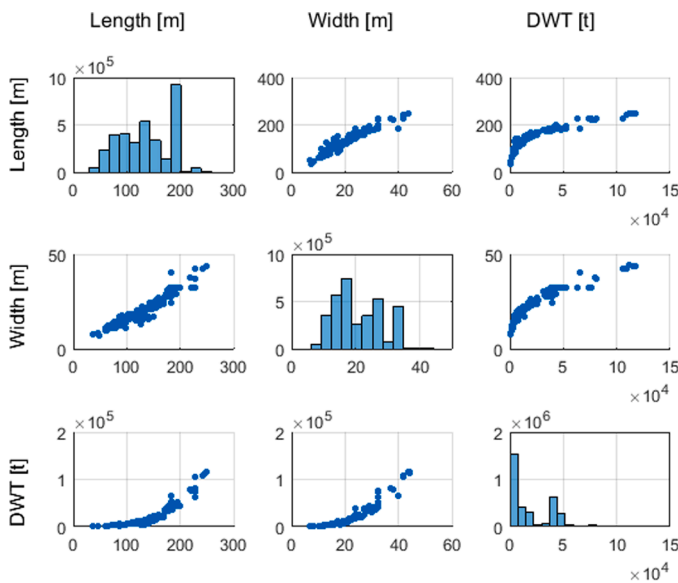 Length [m] Width [m] DWT [t]
×10^5
Length [m] 10 5 0 400 200 0 400 200 0
0 100 200 300 0 20 40 60 0 5 10 15
×10^4
×10^5
Width [m] 50 0 10 5 0 50 0
0 100 200 300 0 20 40 0 5 10 15
×10^4
×10^5 ×10^5 ×10^6
DWT [t] 2 1 0 2 1 0 2 1 0
0 100 200 300 0 20 40 60 0 5 10 15
×10^4